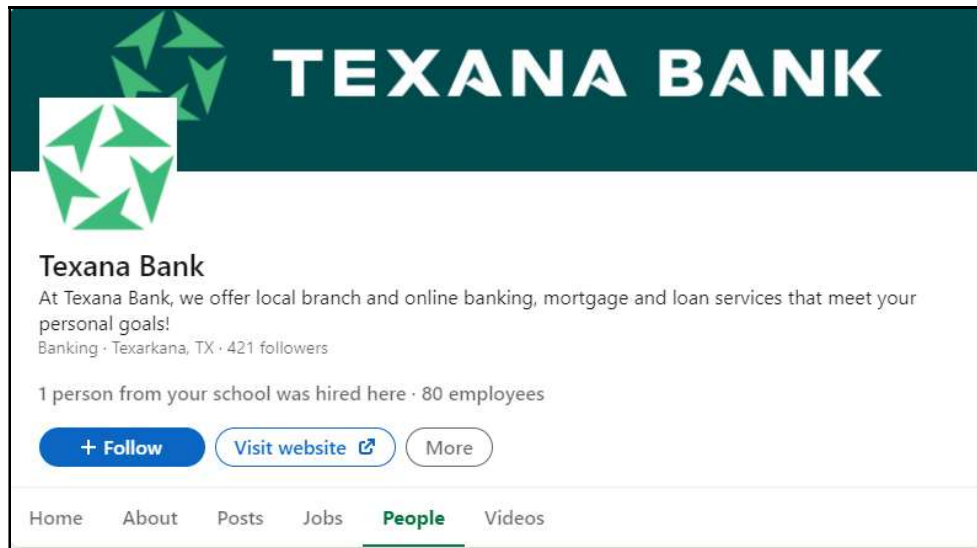 TEXANA BANK
Texana Bank
At Texana Bank, we offer local branch and online banking, mortgage and loan services that meet your
personal goals!
Banking · Texarkana, TX · 421 followers
1 person from your school was hired here · 80 employees
+ Follow Visit website More
Home About Posts Jobs People Videos